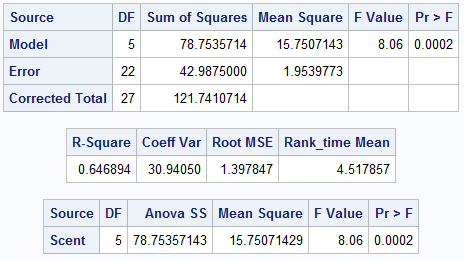 Source DF Sum of Squares Mean Square F Value Pr > F
Model 5 78.7535714 15.7507143 8.06 0.0002
Error 22 42.9875000 1.9539773
Corrected Total 27 121.7410714
R-Square Coeff Var Root MSE Rank_time Mean
0.646894 30.94050 1.397847 4.517857
Source DF Anova SS Mean Square F Value Pr > F
Scent 5 78.75357143 15.75071429 8.06 0.0002